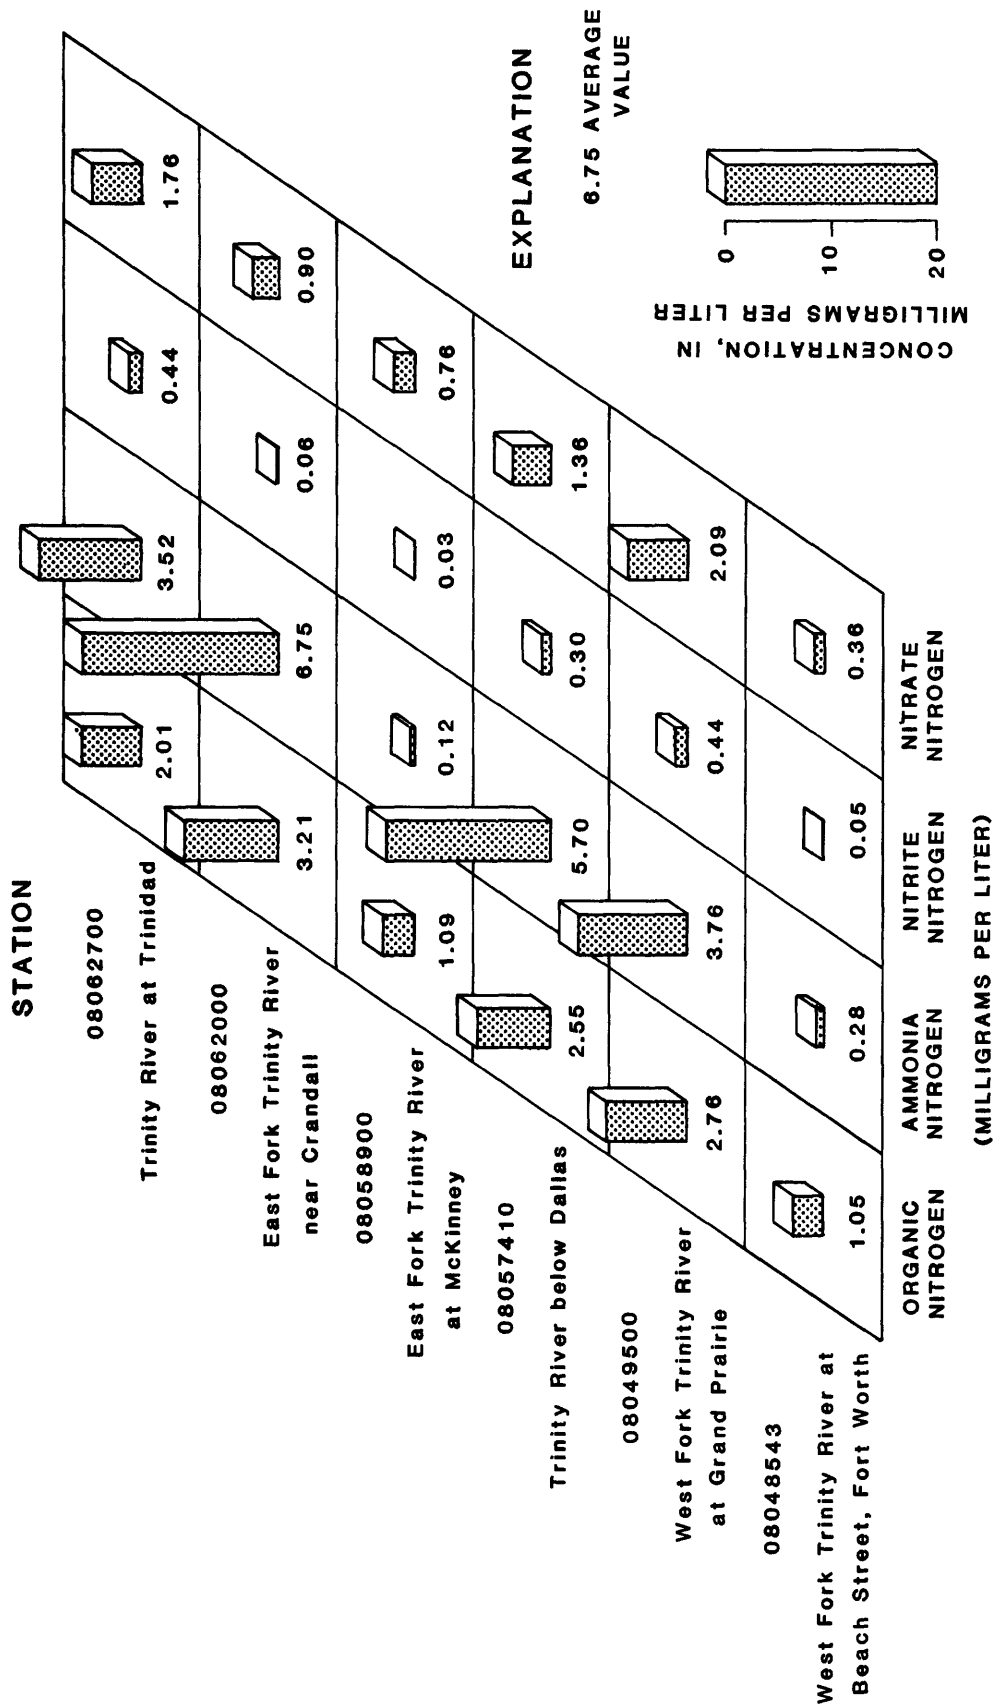 STATION
08062700
Trinity River at Trinidad
2.01
3.52
0.44
1.76
08062000
East Fork Trinity River
near Crandall
3.21
6.75
0.06
0.90
08058900
East Fork Trinity River
at McKinney
1.09
0.12
0.03
0.76
08057410
Trinity River below Dallas
2.55
5.70
0.30
1.36
08049500
West Fork Trinity River
at Grand Prairie
2.76
3.76
0.44
2.09
08048543
West Fork Trinity River at
Beach Street, Fort Worth
1.05
0.28
0.05
0.36
ORGANIC
NITROGEN
AMMONIA
NITROGEN
NITRITE
NITROGEN
NITRATE
NITROGEN
(MILLIGRAMS PER LITER)
EXPLANATION
6.75 AVERAGE
VALUE
CONCENTRATION, IN
MILLIGRAMS PER LITER
0
10
20